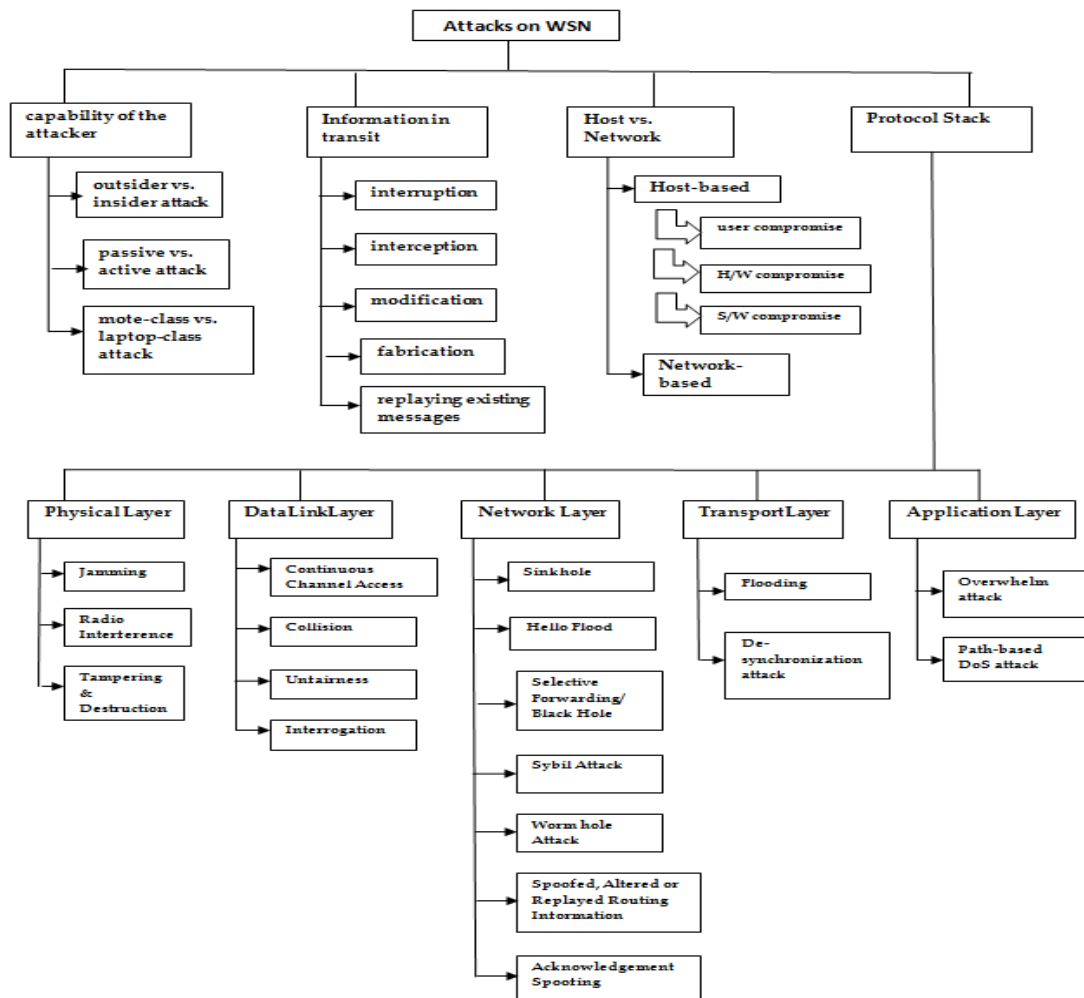 Attacks on WSN
capability of the
attacker
Information in
transit
Host vs.
Network
Protocol Stack
outsider vs.
insider attack
passive vs.
active attack
mote-class vs.
laptop-class
attack
interruption
interception
modification
fabrication
replaying existing
messages
Host-based
user compromise
H/W compromise
S/W compromise
Network-
based
Physical Layer
DataLinkLayer
Network Layer
TransportLayer
Application Layer
Jamming
Radio
Interterence
Tampering
&
Destruction
Continuous
Channel Access
Collision
Untairness
Interrogation
Sinkhole
Hello Flood
Selective
Forwarding/
Black Hole
Sybil Attack
Worm hole
Attack
Spoofed, Altered or
Replayed Routing
Intormation
Acknowledgement
Spooting
Flooding
De-
synchronization
attack
Overwhelm
attack
Path-based
DoS attack